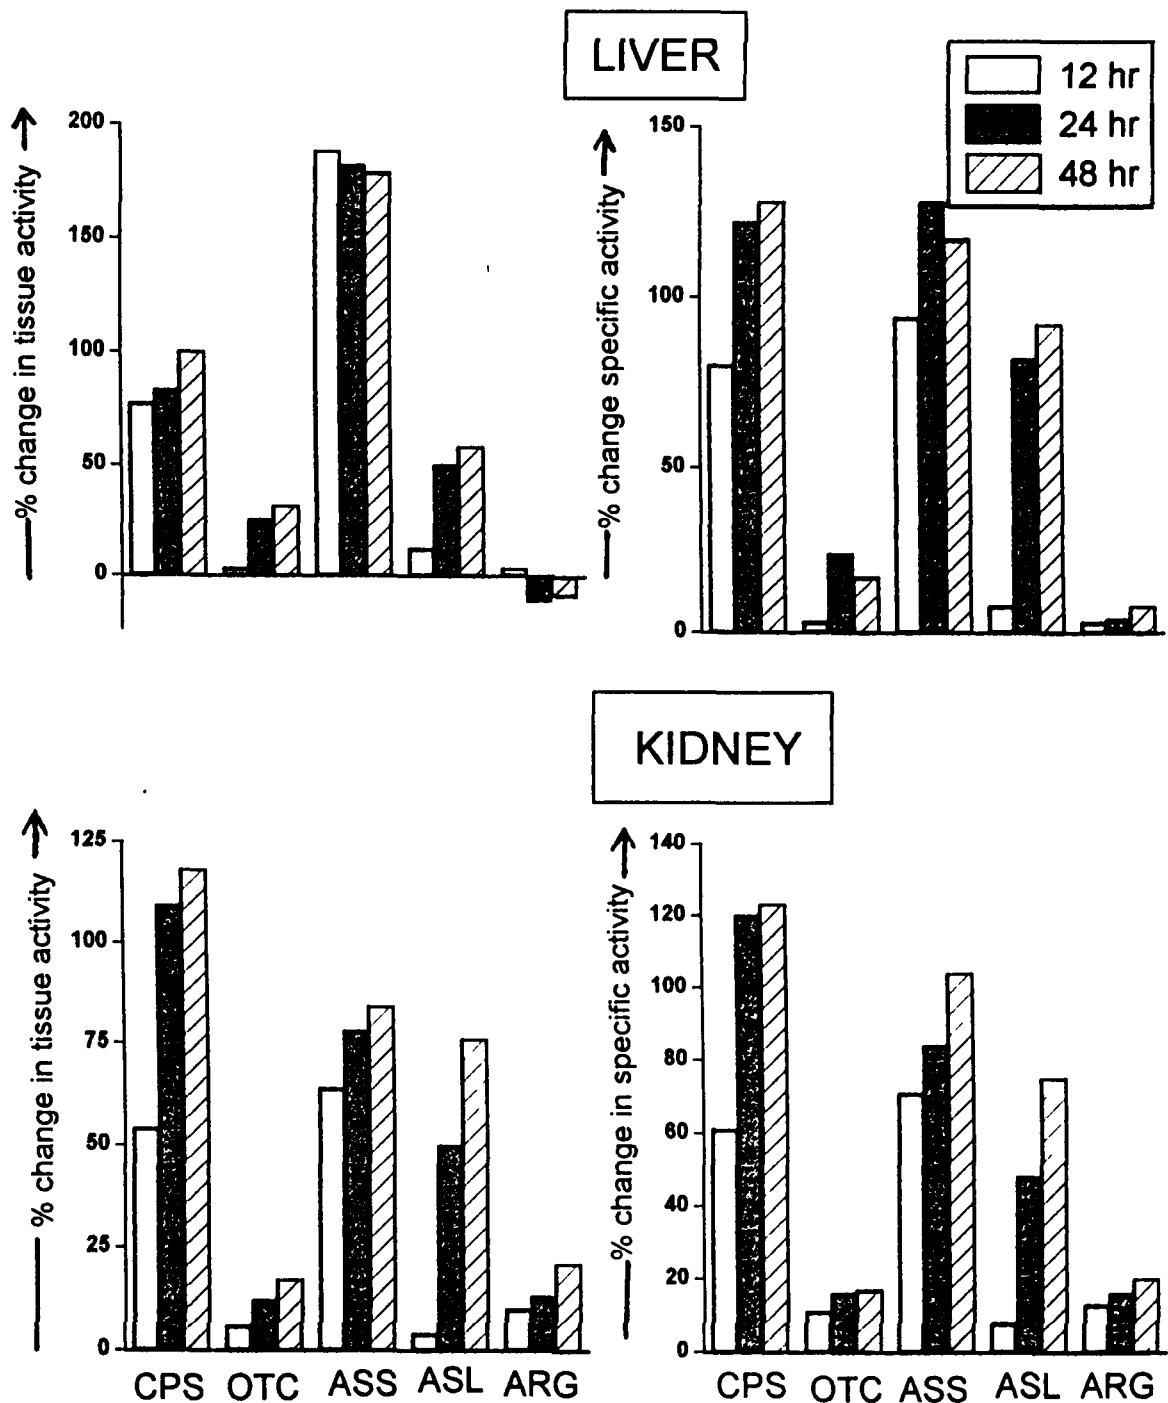 LIVER
12 hr
24 hr
48 hr
% change in tissue activity
200
150
100
50
0
% change specific activity
150
100
50
0
KIDNEY
% change in tissue activity
125
100
75
50
25
0
% change in specific activity
140
120
100
80
60
40
20
0
CPS OTC ASS ASL ARG
CPS OTC ASS ASL ARG